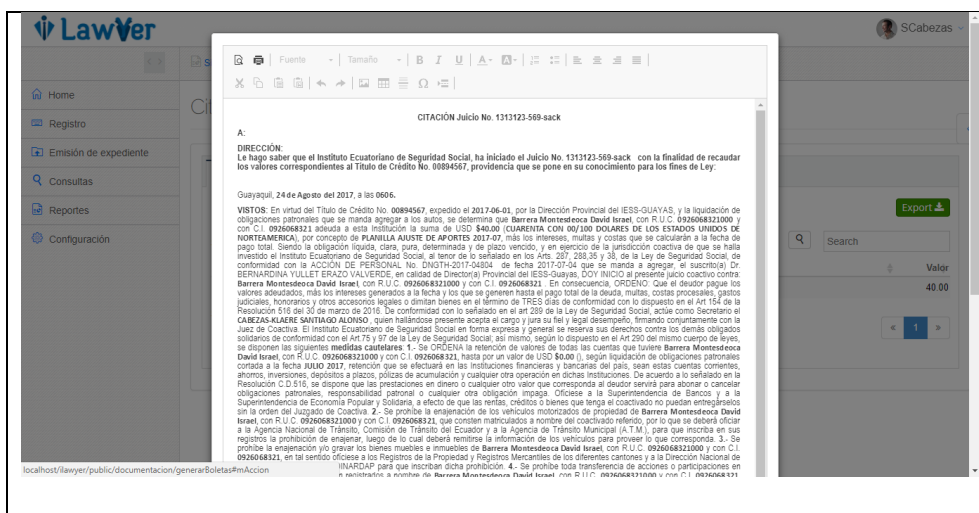 LawYer
SCabezas
Home
Registro
Emisión de expediente
Consultas
Reportes
Configuración
Fuente
Tamaño
B I U A A
CITACIÓN Juicio No. 1313123-569-sack
A:
DIRECCIÓN:
Le hago saber que el Instituto Ecuatoriano de Seguridad Social, ha iniciado el Juicio No. 1313123-569-sack con la finalidad de recaudar
los valores correspondientes al Título de Crédito No. 00894567, providencia que se pone en su conocimiento para los fines de Ley:
Guayaquil, 24 de Agosto del 2017, a las 0606.
VISTOS: En virtud del Título de Crédito No. 00894567, expedido el 2017-06-01, por la Dirección Provincial del IESS-GUAYAS, y la liquidación de
obligaciones patronales que se manda agregar a los autos, se determina que Barrera Montesdeoca David Israel, con R.U.C. 0926068321000 y
con C.I. 0926068321 adeuda a esta Institución la suma de USD $40.00 (CUARENTA CON 00/100 DOLARES DE LOS ESTADOS UNIDOS DE
NORTEAMERICA), por concepto de PLANILLA AJUSTE DE APORTES 2017-07, más los intereses, multas y costas que se calcularán a la fecha de
pago total. Siendo la obligación líquida, clara, pura, determinada y de plazo vencido, y en ejercicio de la jurisdicción coactiva de que se halla
investido el Instituto Ecuatoriano de Seguridad Social, al tenor de lo señalado en los Arts. 287, 288,35 y 38, de la Ley de Seguridad Social, de
conformidad con la ACCIÓN DE PERSONAL No. DNGTH-2017-04804 de fecha 2017-07-04 que se manda a agregar, el suscrito(a) Dr.
BERNARDINA YULLET ERAZO VALVERDE, en calidad de Director(a) Provincial del IESS-Guayas, DOY INICIO al presente juicio coactivo contra:
Barrera Montesdeoca David Israel, con R.U.C. 0926068321000 y con C.I. 0926068321 . En consecuencia, ORDENO: Que el deudor pague los
valores adeudados, más los intereses generados a la fecha y los que se generen hasta el pago total de la deuda, multas, costas procesales, gastos
judiciales, honorarios y otros accesorios legales o dimitan bienes en el término de TRES días de conformidad con lo dispuesto en el Art 154 de la
Resolución 516 del 30 de marzo de 2016. De conformidad con lo señalado en el art 289 de la Ley de Seguridad Social, actúe como Secretario el
CABEZAS-KLAERE SANTIAGO ALONSO , quien hallándose presente acepta el cargo y jura su fiel y legal desempeño, firmando conjuntamente con la
Juez de Coactiva. El Instituto Ecuatoriano de Seguridad Social en forma expresa y general se reserva sus derechos contra los demás obligados
solidarios de conformidad con el Art.75 y 97 de la Ley de Seguridad Social; así mismo, según lo dispuesto en el Art 290 del mismo cuerpo de leyes,
se disponen las siguientes medidas cautelares: 1.- Se ORDENA la retención de valores de todas las cuentas que tuviere Barrera Montesdeoca
David Israel, con R.U.C. 0926068321000 y con C.I. 0926068321, hasta por un valor de USD $0.00 (), según liquidación de obligaciones patronales
cortada a la fecha JULIO 2017, retención que se efectuará en las Instituciones financieras y bancarias del país, sean estas cuentas corrientes,
ahorros, inversiones, depósitos a plazos, pólizas de acumulación y cualquier otra operación en dichas Instituciones. De acuerdo a lo señalado en la
Resolución C.D.516, se dispone que las prestaciones en dinero o cualquier otro valor que corresponda al deudor servirá para abonar o cancelar
obligaciones patronales, responsabilidad patronal o cualquier otra obligación impaga. Ofíciese a la Superintendencia de Bancos y a la
Superintendencia de Economía Popular y Solidaria, a efecto de que las rentas, créditos o bienes que tenga el coactivado no puedan entregárselos
sin la orden del Juzgado de Coactiva. 2.- Se prohíbe la enajenación de los vehículos motorizados de propiedad de Barrera Montesdeoca David
Israel, con R.U.C. 0926068321000 y con C.I. 0926068321, que consten matriculados a nombre del coactivado referido, por lo que se deberá oficiar
a la Agencia Nacional de Tránsito, Comisión de Tránsito del Ecuador y a la Agencia de Tránsito Municipal (A.T.M.), para que inscriba en sus
registros la prohibición de enajenar, luego de lo cual deberá remitirse la información de los vehículos para proveer lo que corresponda. 3.- Se
prohíbe la enajenación y/o gravar los bienes muebles e inmuebles de Barrera Montesdeoca David Israel, con R.U.C. 0926068321000 y con C.I.
0926068321, en tal sentido ofíciese a los Registros de la Propiedad y Registros Mercantiles de los diferentes cantones y a la Dirección Nacional de
INARDAP para que inscriban dicha prohibición. 4.- Se prohíbe toda transferencia de acciones o participaciones en
registrados a nombre de Barrera Montesdeoca David Israel, con R.U.C. 0926068321000 y con C.I. 0926068321
Export
Search
Valor
40.00
« 1 »
localhost/ilawyer/public/documentacion/generarBoletas#mAccion